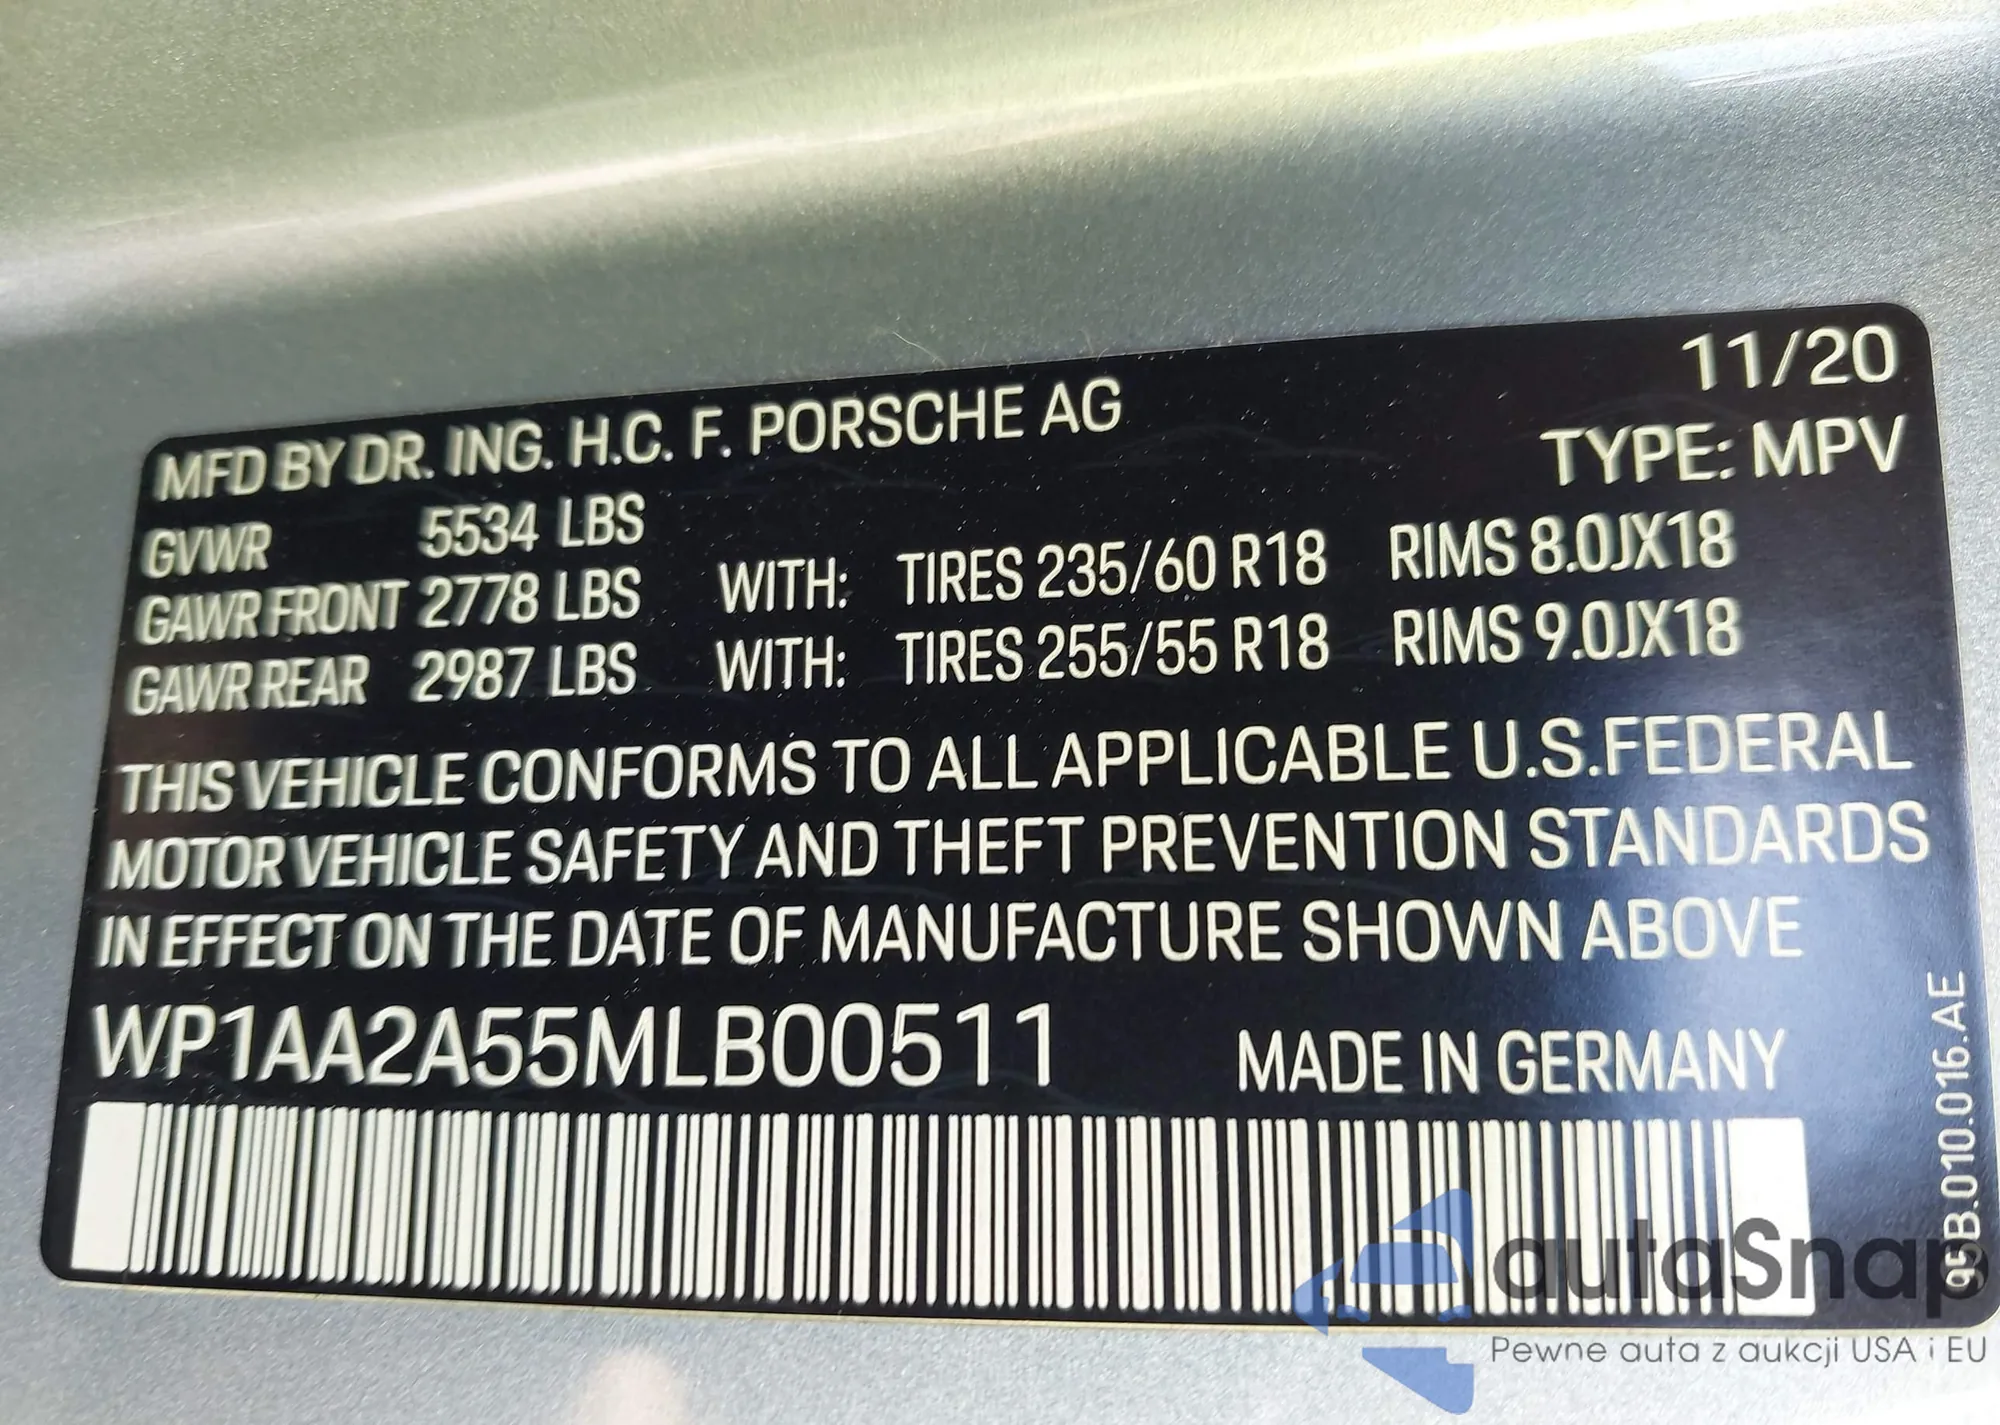 11/20
MFD BY DR. ING. H.C. F. PORSCHE AG
TYPE: MPV
GVWR 5534 LBS
GAWR FRONT 2778 LBS WITH: TIRES 235/60 R18 RIMS 8.0JX18
GAWR REAR 2987 LBS WITH: TIRES 255/55 R18 RIMS 9.0JX18
THIS VEHICLE CONFORMS TO ALL APPLICABLE U.S.FEDERAL
MOTOR VEHICLE SAFETY AND THEFT PREVENTION STANDARDS
IN EFFECT ON THE DATE OF MANUFACTURE SHOWN ABOVE
WP1AA2A55MLB00511
MADE IN GERMANY
95B.010.016.AE
autaSnap
Pewne auta z aukcji USA i EU